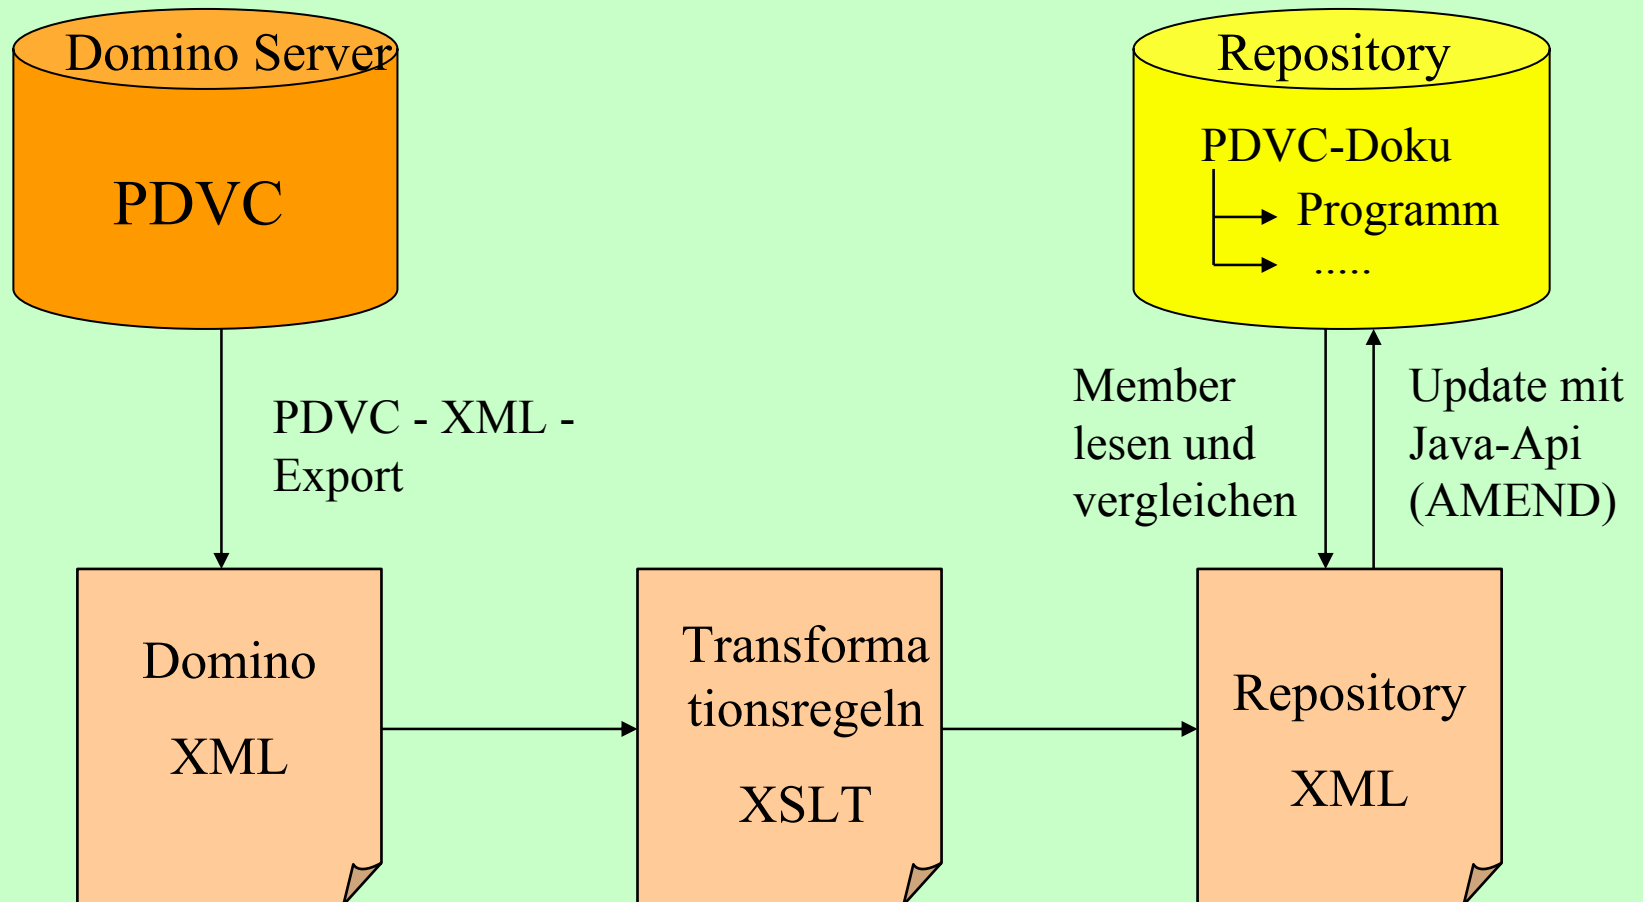 Domino Server
PDVC
Repository
PDVC-Doku
Programm
.....
PDVC - XML -
Export
Member
lesen und
vergleichen
Update mit
Java-Api
(AMEND)
Domino
XML
Transforma
tionsregeln
XSLT
Repository
XML